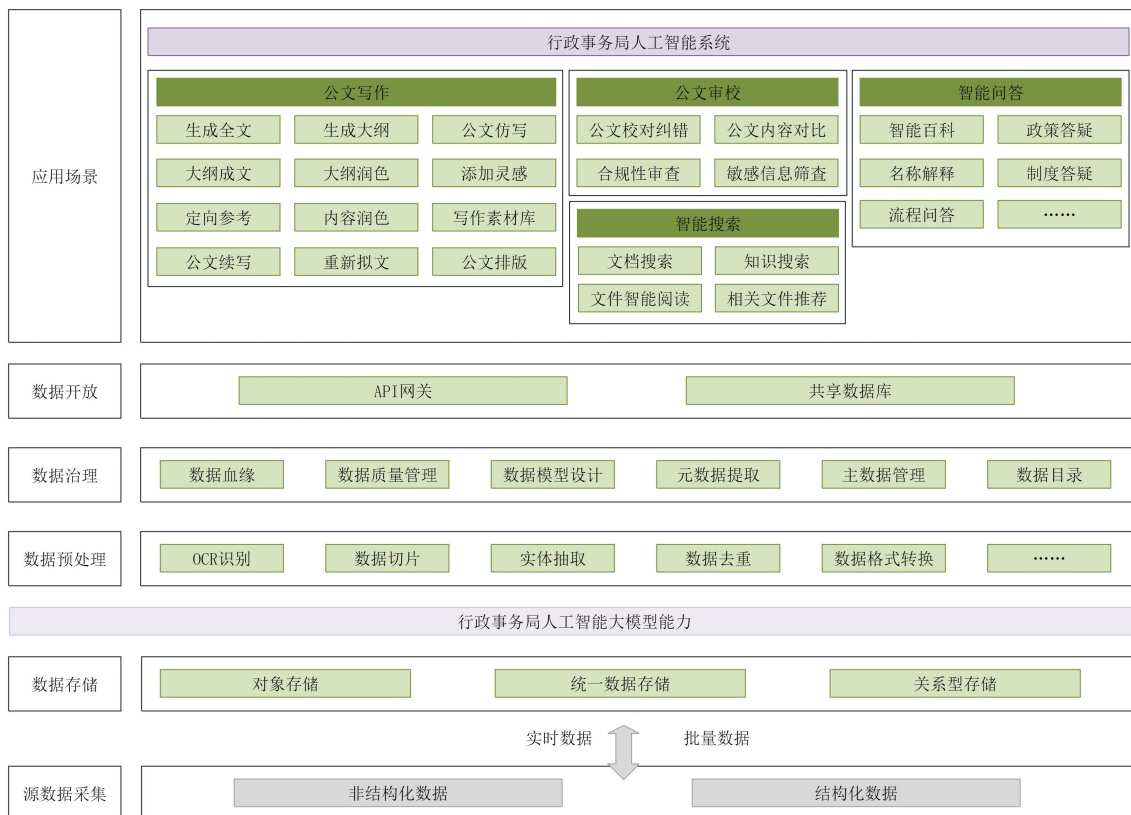 应用场景
行政事务局人工智能系统
公文写作
生成全文
生成大纲
公文仿写
大纲成文
大纲润色
添加灵感
定向参考
内容润色
写作素材库
公文续写
重新拟文
公文排版
公文审校
公文校对纠错
公文内容对比
合规性审查
敏感信息筛查
智能搜索
文档搜索
知识搜索
文件智能阅读
相关文件推荐
智能问答
智能百科
政策答疑
名称解释
制度答疑
流程问答
……
数据开放
API网关
共享数据库
数据治理
数据血缘
数据质量管理
数据模型设计
元数据提取
主数据管理
数据目录
数据预处理
OCR识别
数据切片
实体抽取
数据去重
数据格式转换
……
行政事务局人工智能大模型能力
数据存储
对象存储
统一数据存储
关系型存储
实时数据
批量数据
源数据采集
非结构化数据
结构化数据